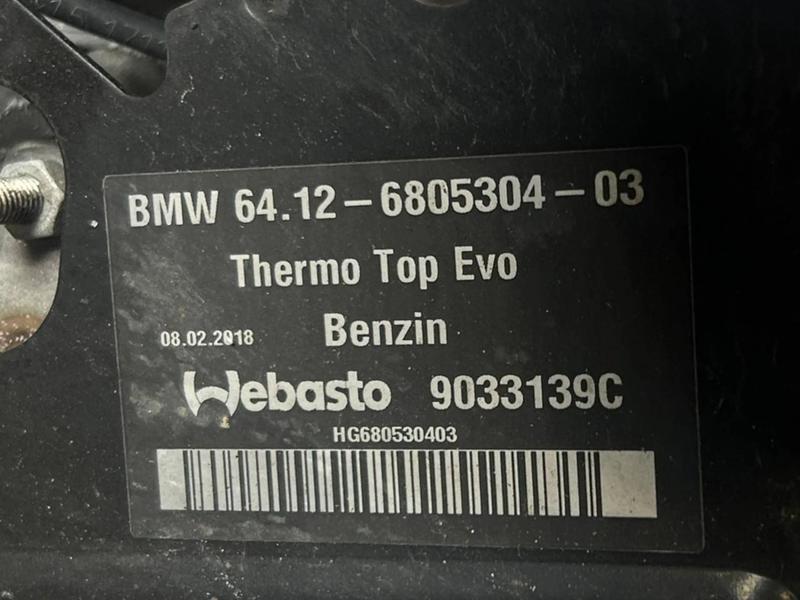 BMW 64.12-6805304-03
Thermo Top Evo
08.02.2018 Benzin
Webasto 9033139C
HG680530403